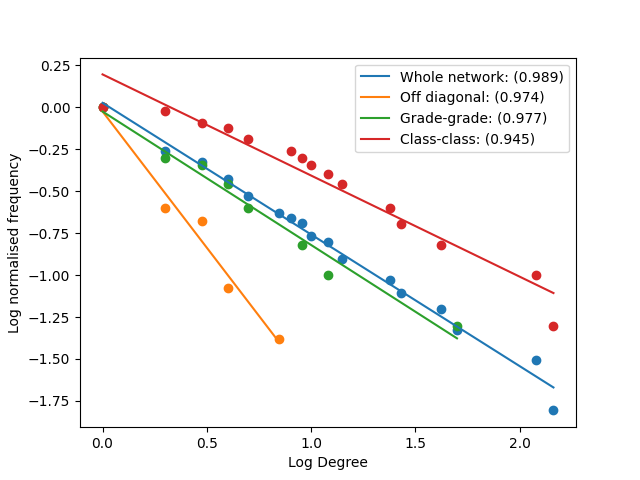 Whole network: (0.989)
Off diagonal: (0.974)
Grade-grade: (0.977)
Class-class: (0.945)
0.25
0.00
−0.25
−0.50
−0.75
−1.00
−1.25
−1.50
−1.75
Log normalised frequency
0.0 0.5 1.0 1.5 2.0
Log Degree